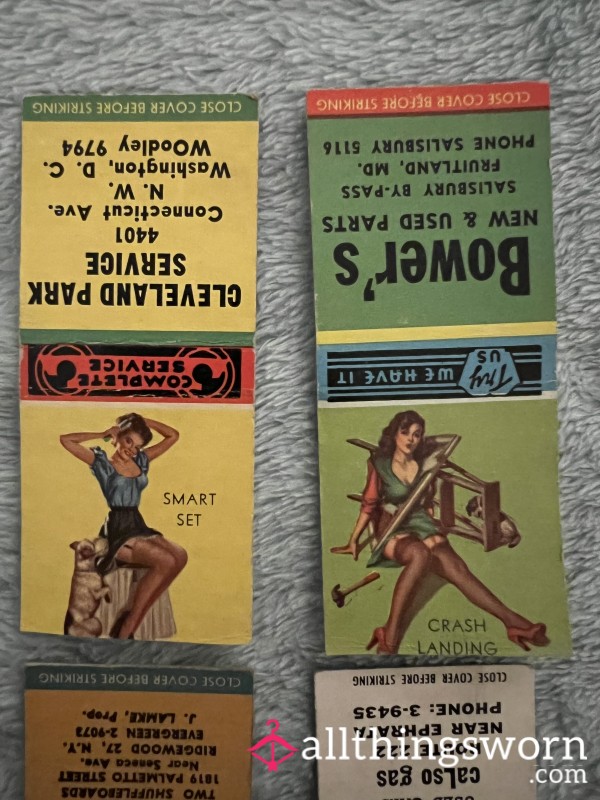 CLEVELAND PARK
SERVICE
4401
Connecticut Ave.
N. W.
Washington, D. C.
WOodley 9794
CLOSE COVER BEFORE STRIKING
COMPLETE
SERVICE
SMART
SET
Bower's
NEW & USED PARTS
SALISBURY BY-PASS
FRUITLAND, MD.
PHONE SALISBURY 5116
CLOSE COVER BEFORE STRIKING
Try
US
WE HAVE IT
CRASH
LANDING
TWO SHUFFLEBOARDS
1819 PALMETTO STREET
Near Seneca Ave.
RIDGEWOOD 27, N.Y.
EVERGREEN 2-9073
J. LAMKE, Prop.
CLOSE COVER BEFORE STRIKING
calso gas
NEAR EPHRATA
PHONE: 3-9435
CLOSE COVER BEFORE STRIKING
allthingsworn
.com